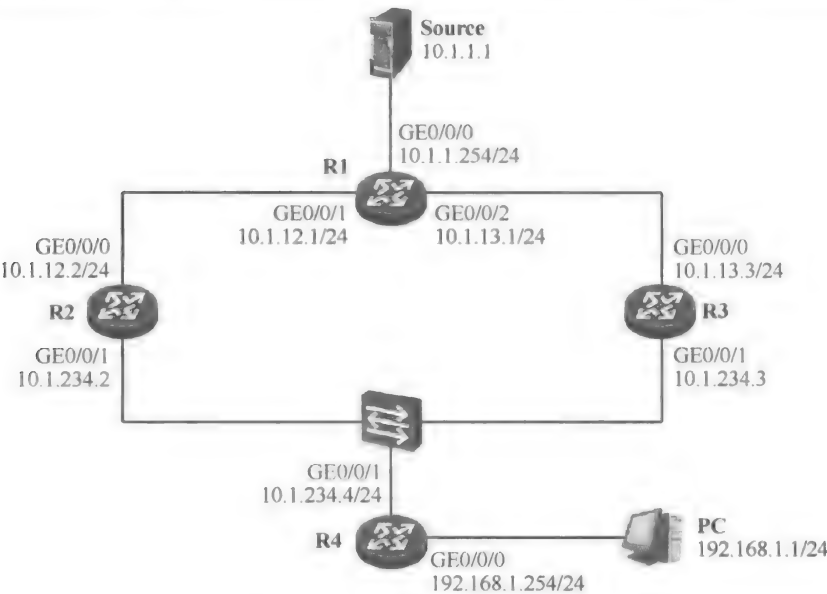 Source
10.1.1.1
GE0/0/0
10.1.1.254/24
R1
GE0/0/1
10.1.12.1/24
GE0/0/2
10.1.13.1/24
GE0/0/0
10.1.12.2/24
GE0/0/0
10.1.13.3/24
R2
R3
GE0/0/1
10.1.234.2
GE0/0/1
10.1.234.3
GE0/0/1
10.1.234.4/24
R4
PC
192.168.1.1/24
GE0/0/0
192.168.1.254/24